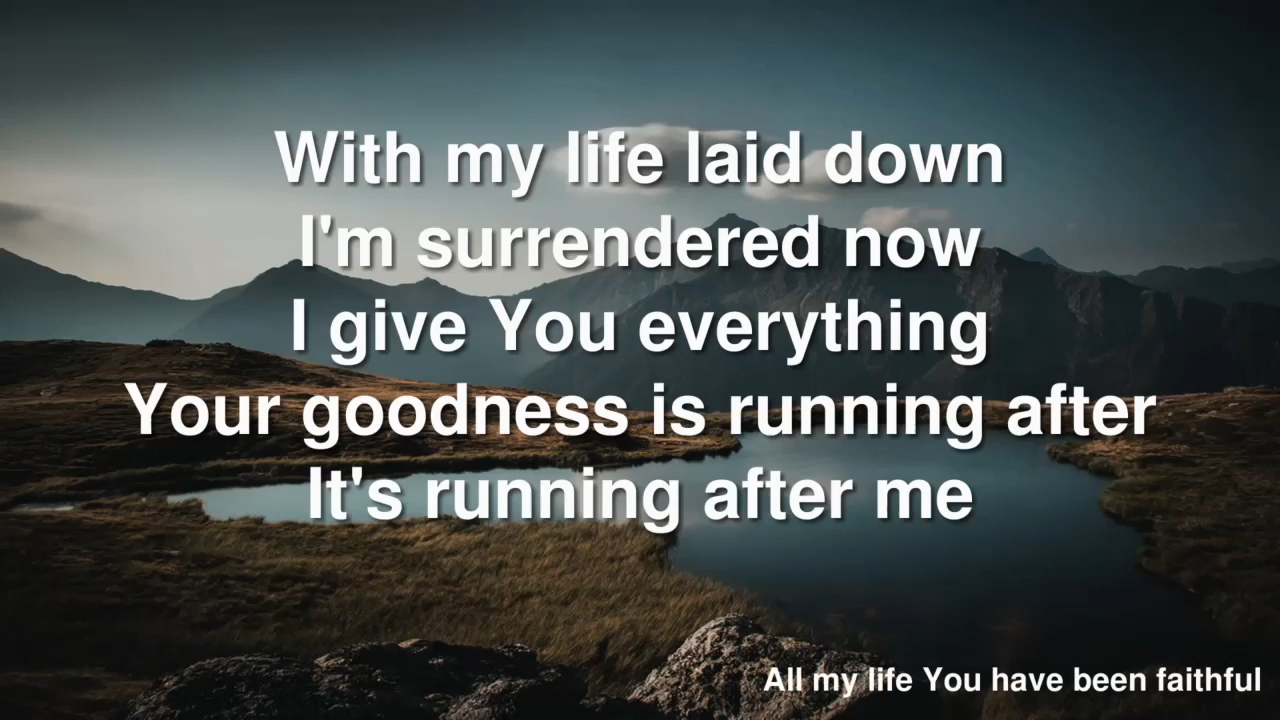 With my life laid down
I'm surrendered now
I give You everything
Your goodness is running after
It's running after me
All my life You have been faithful